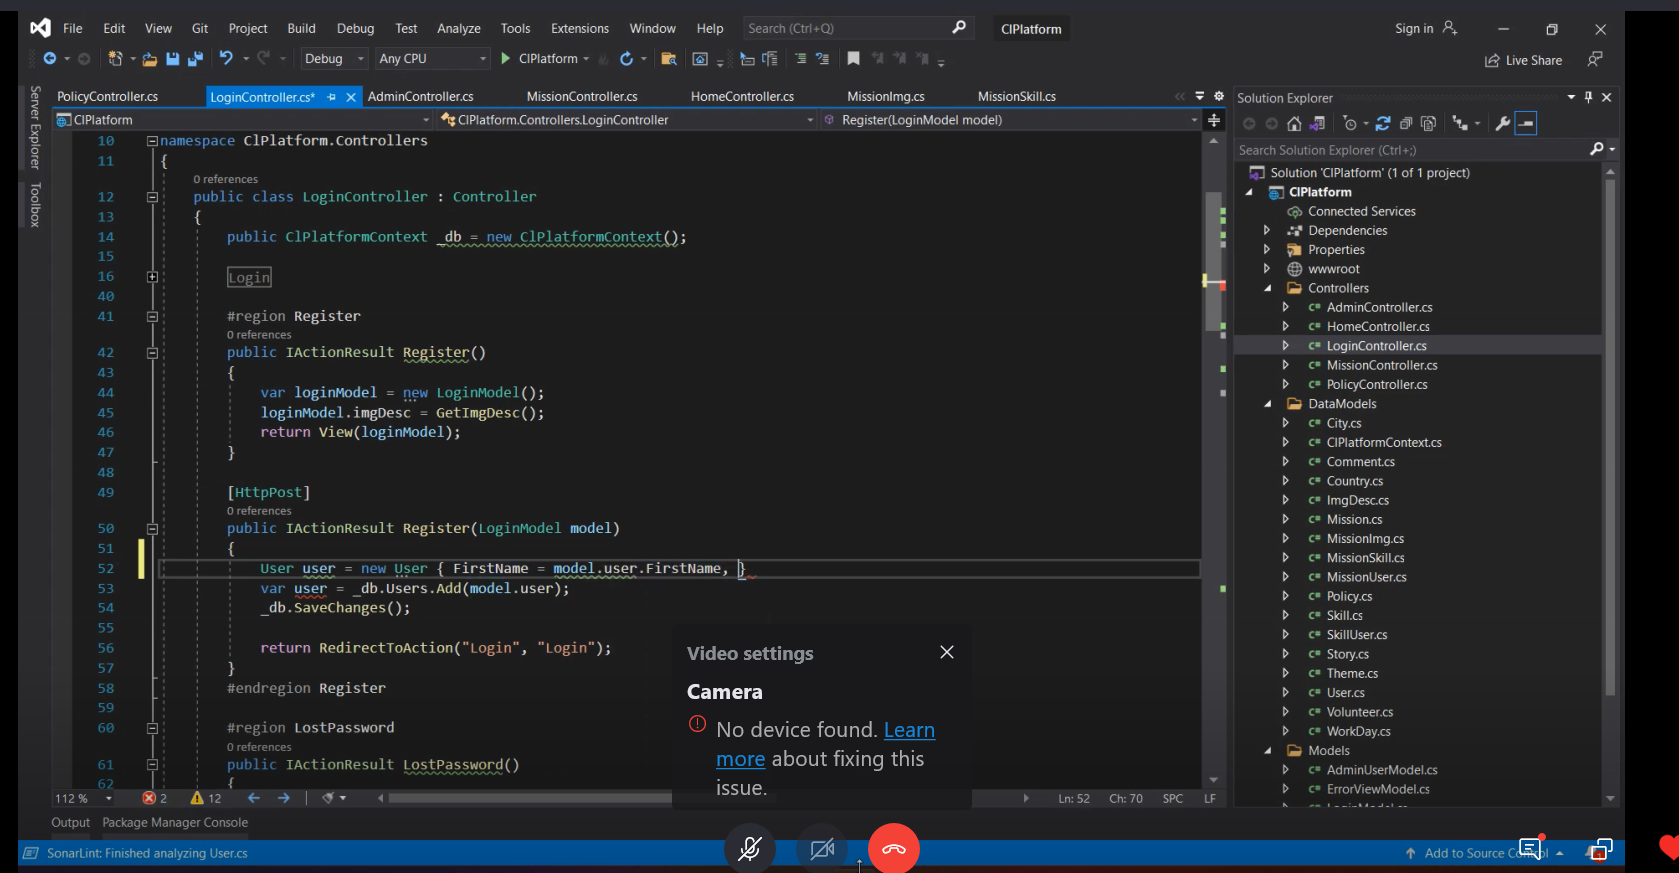 File Edit View Git Project Build Debug Test Analyze Tools Extensions Window Help Search (Ctrl+Q) CIPlatform Sign in
Debug Any CPU CIPlatform Live Share
PolicyController.cs LoginController.cs* AdminController.cs MissionController.cs HomeController.cs MissionImg.cs MissionSkill.cs
CIPlatform CIPlatform.Controllers.LoginController Register(LoginModel model)
Server Explorer
Toolbox
10 namespace ClPlatform.Controllers
11 {
0 references
12 public class LoginController : Controller
13 {
14 public ClPlatformContext _db = new ClPlatformContext();
15
16 Login
40
41 #region Register
0 references
42 public IActionResult Register()
43 {
44 var loginModel = new LoginModel();
45 loginModel.imgDesc = GetImgDesc();
46 return View(loginModel);
47 }
48
49 [HttpPost]
0 references
50 public IActionResult Register(LoginModel model)
51 {
52 User user = new User { FirstName = model.user.FirstName, }
53 var user = _db.Users.Add(model.user);
54 _db.SaveChanges();
55
56 return RedirectToAction("Login", "Login");
57 }
58 #endregion Register
59
60 #region LostPassword
0 references
61 public IActionResult LostPassword()
62 {
Video settings
Camera
No device found. Learn
more about fixing this
issue.
112 % 2 12 Ln: 52 Ch: 70 SPC LF
Output Package Manager Console
SonarLint: Finished analyzing User.cs
Add to Source Control
Solution Explorer
Search Solution Explorer (Ctrl+;)
Solution 'CIPlatform' (1 of 1 project)
CIPlatform
Connected Services
Dependencies
Properties
wwwroot
Controllers
C# AdminController.cs
C# HomeController.cs
C# LoginController.cs
C# MissionController.cs
C# PolicyController.cs
DataModels
C# City.cs
C# CIPlatformContext.cs
C# Comment.cs
C# Country.cs
C# ImgDesc.cs
C# Mission.cs
C# MissionImg.cs
C# MissionSkill.cs
C# MissionUser.cs
C# Policy.cs
C# Skill.cs
C# SkillUser.cs
C# Story.cs
C# Theme.cs
C# User.cs
C# Volunteer.cs
C# WorkDay.cs
Models
C# AdminUserModel.cs
C# ErrorViewModel.cs